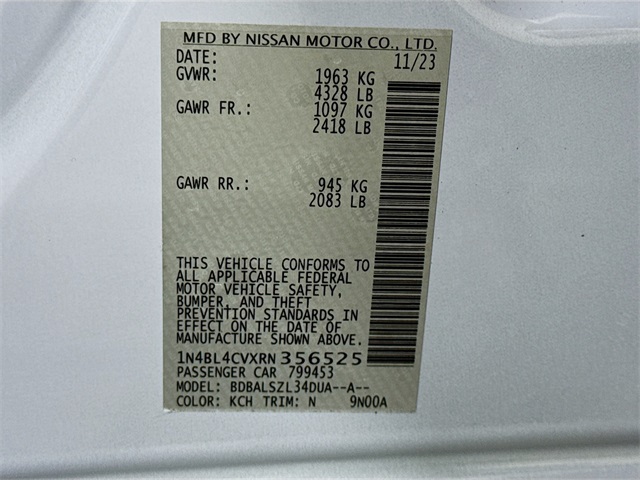 MFD BY NISSAN MOTOR CO., LTD.
DATE: 11/23
GVWR: 1963 KG
4328 LB
GAWR FR.: 1097 KG
2418 LB
GAWR RR.: 945 KG
2083 LB
THIS VEHICLE CONFORMS TO
ALL APPLICABLE FEDERAL
MOTOR VEHICLE SAFETY,
BUMPER, AND THEFT
PREVENTION STANDARDS IN
EFFECT ON THE DATE OF
MANUFACTURE SHOWN ABOVE.
1N4BL4CVXRN356525
PASSENGER CAR 799453
MODEL: BDBALSZL34DUA--A--
COLOR: KCH TRIM: N 9N00A